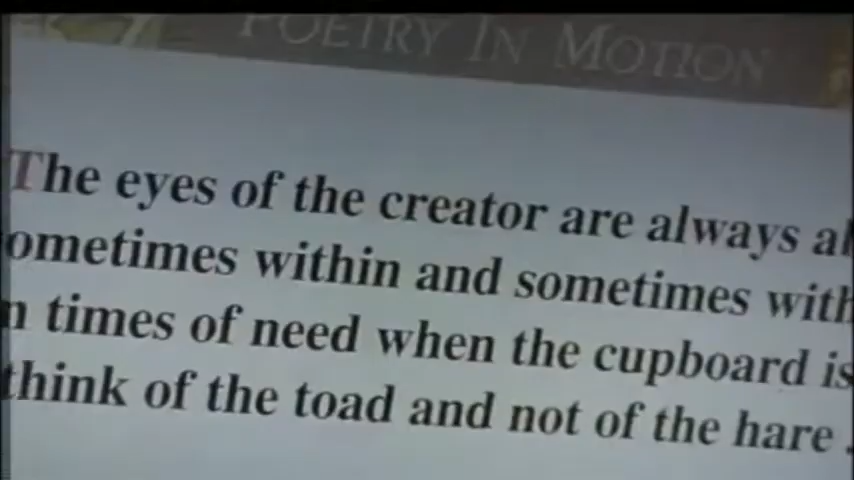 POETRY IN MOTION
The eyes of the creator are always al
ometimes within and sometimes with
n times of need when the cupboard is
think of the toad and not of the hare .